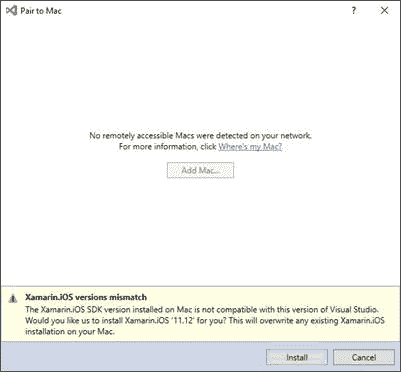 Pair to Mac
No remotely accessible Macs were detected on your network.
For more information, click Where's my Mac?
Add Mac...
Xamarin.iOS versions mismatch
The Xamarin.iOS SDK version installed on Mac is not compatible with this version of Visual Studio.
Would you like us to install Xamarin.iOS '11.12' for you? This will overwrite any existing Xamarin.iOS
installation on your Mac.
Install Cancel